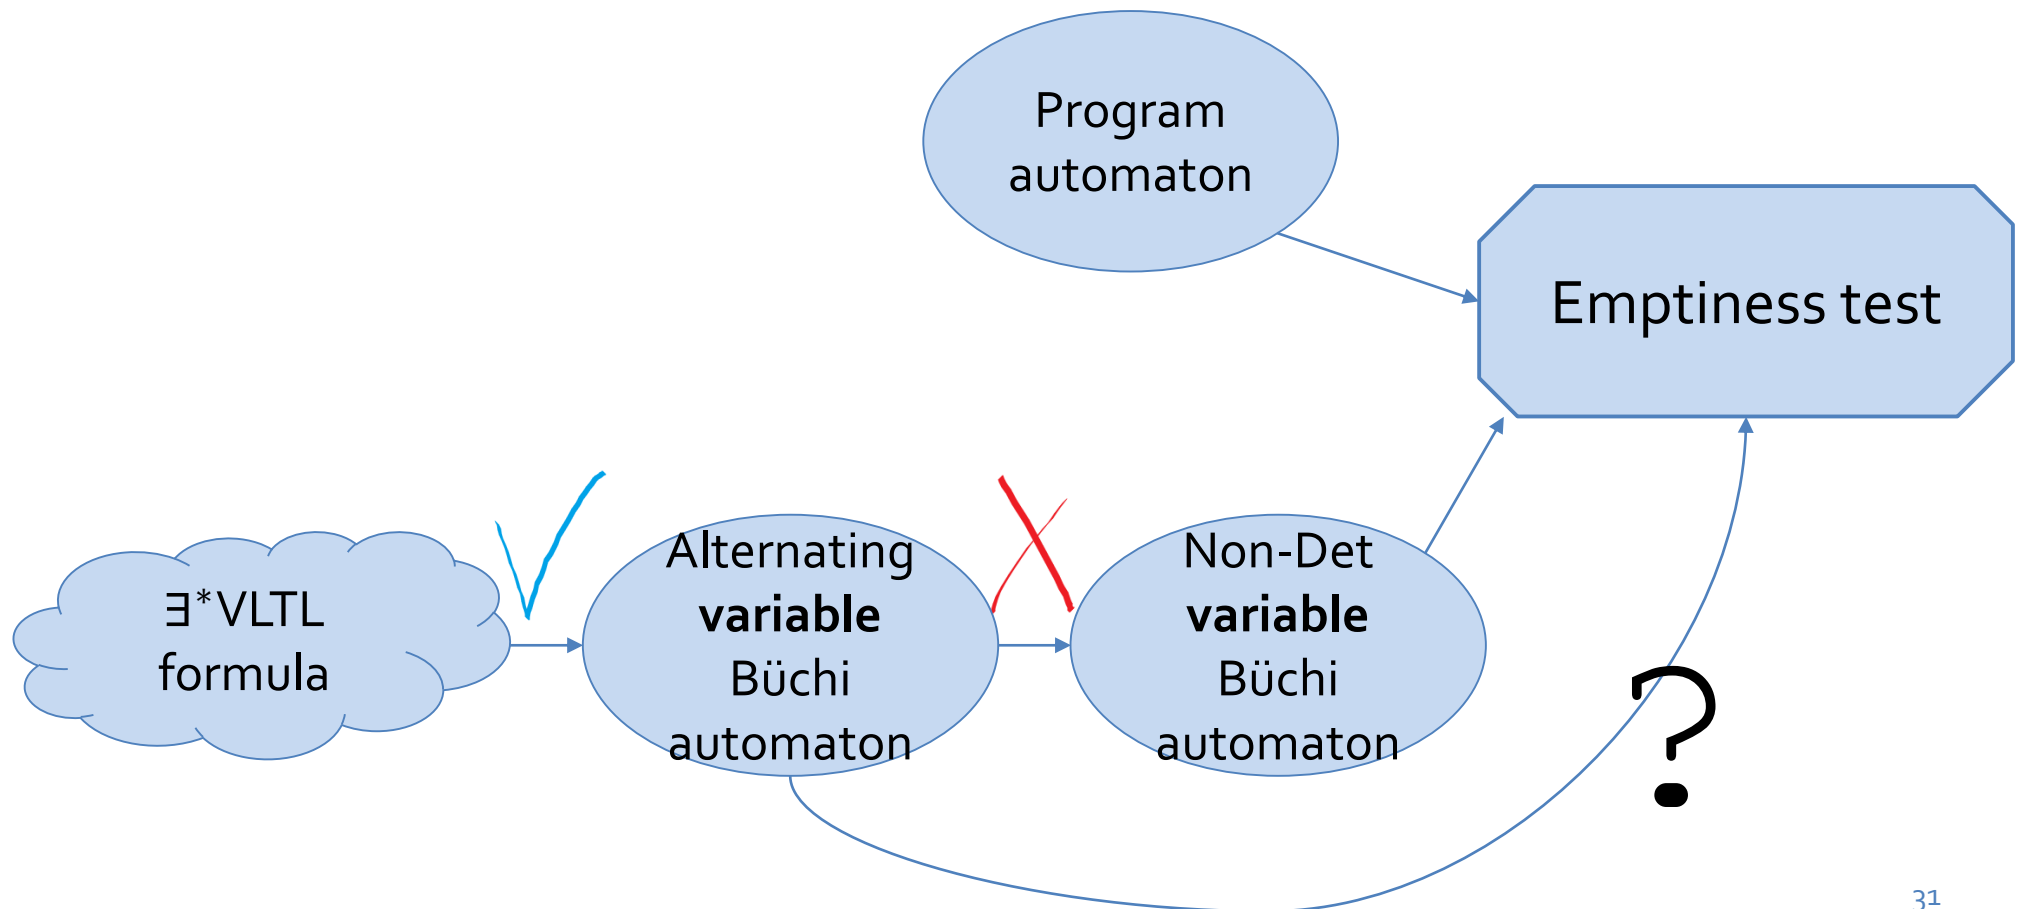 Program
automaton
Emptiness test
∃*VLTL
formula
Alternating
variable
Büchi
automaton
Non-Det
variable
Büchi
automaton
?
31